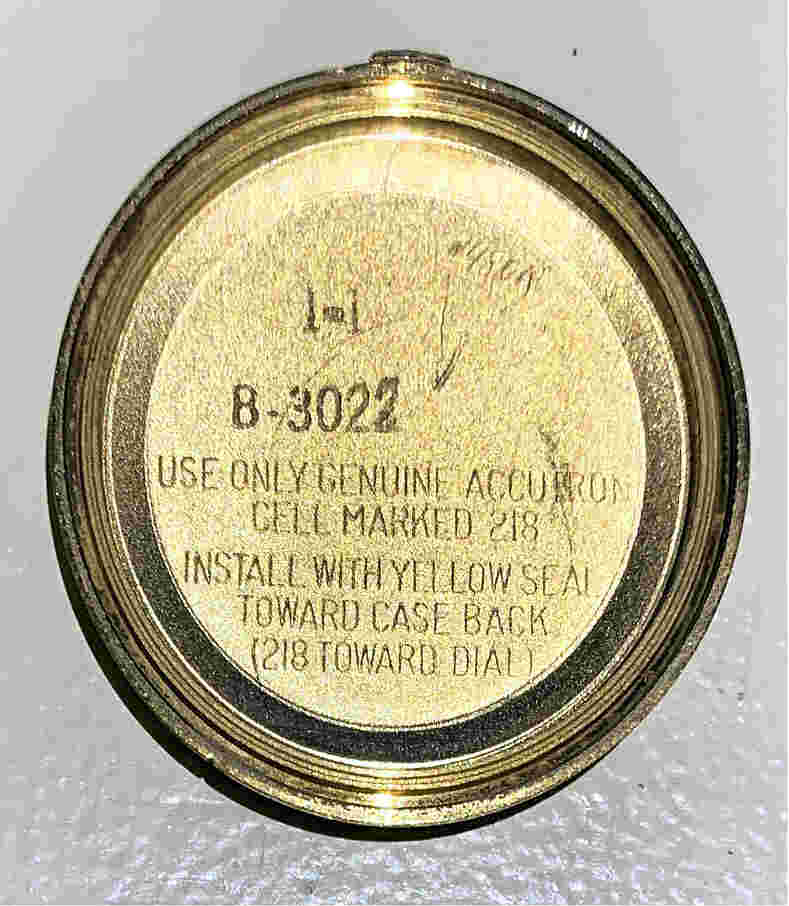 1-1
B-3022
USE ONLY GENUINE ACCUTRON
CELL MARKED 218
INSTALL WITH YELLOW SEAL
TOWARD CASE BACK
(218 TOWARD DIAL)